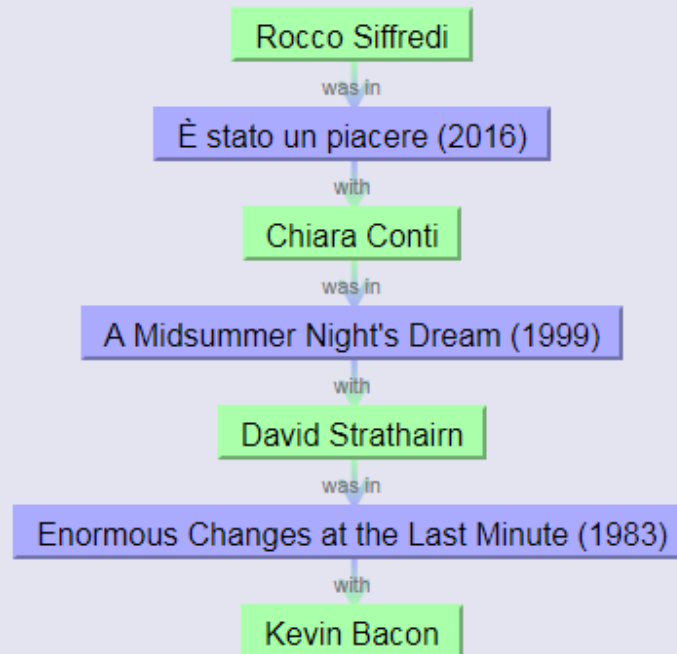 Rocco Siffredi
was in
È stato un piacere (2016)
with
Chiara Conti
was in
A Midsummer Night's Dream (1999)
with
David Strathairn
was in
Enormous Changes at the Last Minute (1983)
with
Kevin Bacon